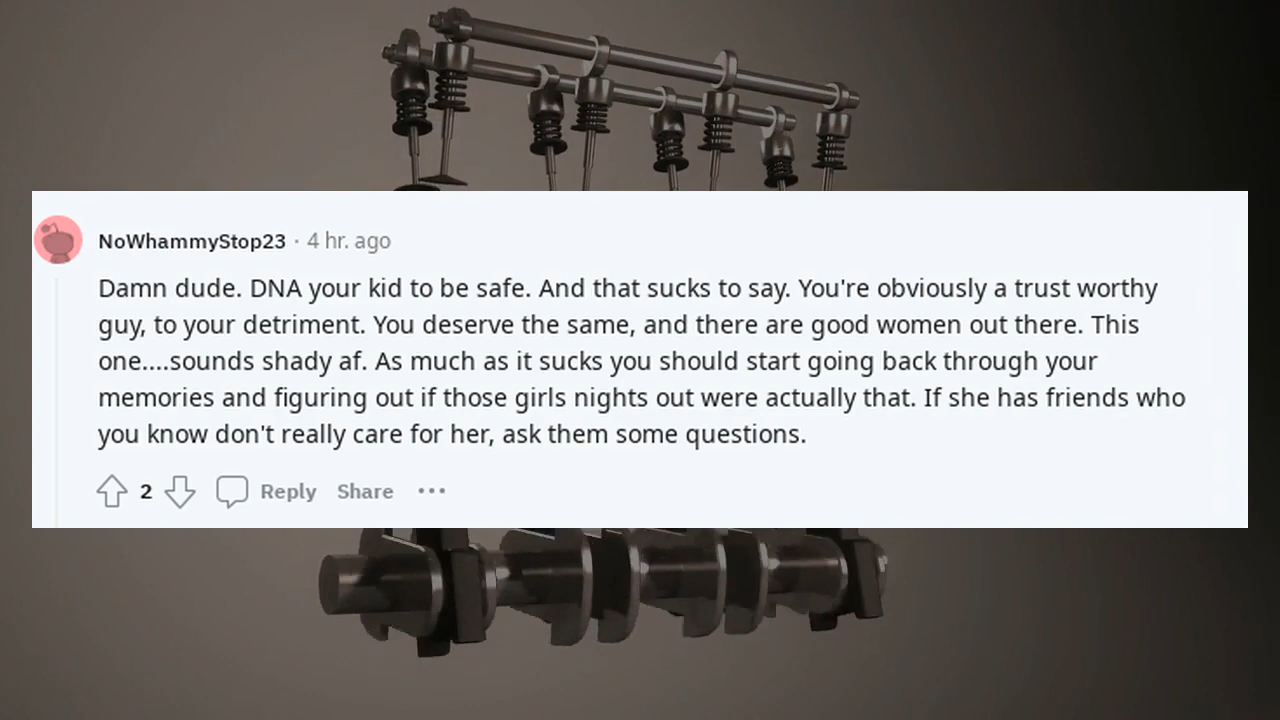 NoWhammyStop23 · 4 hr. ago
Damn dude. DNA your kid to be safe. And that sucks to say. You're obviously a trust worthy
guy, to your detriment. You deserve the same, and there are good women out there. This
one....sounds shady af. As much as it sucks you should start going back through your
memories and figuring out if those girls nights out were actually that. If she has friends who
you know don't really care for her, ask them some questions.
2 Reply Share